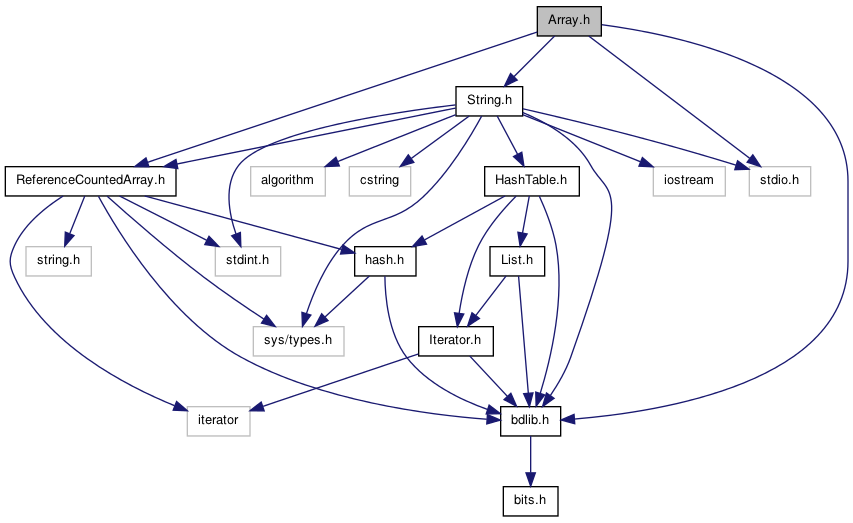 Array.h
String.h
ReferenceCountedArray.h
algorithm
cstring
HashTable.h
iostream
stdio.h
string.h
stdint.h
hash.h
List.h
sys/types.h
Iterator.h
iterator
bdlib.h
bits.h